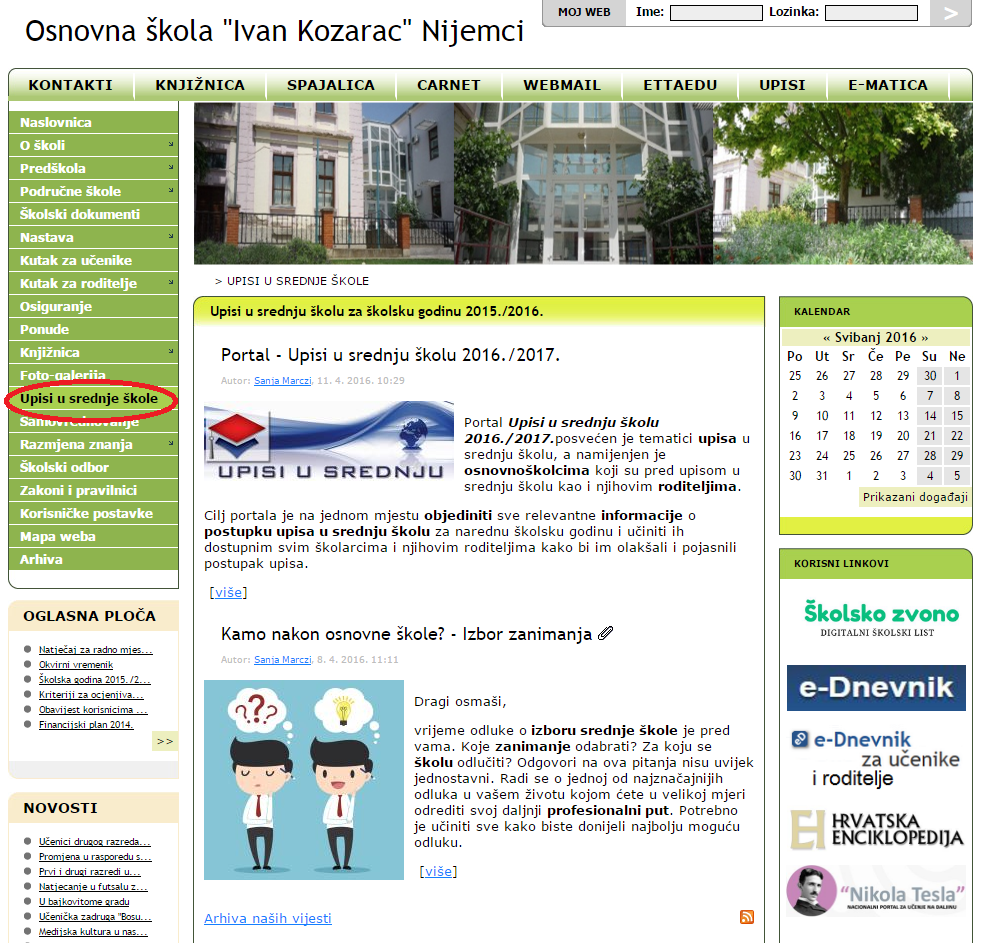 Osnovna škola "Ivan Kozarac" Nijemci
MOJ WEB Ime: Lozinka: >
KONTAKTI KNJIŽNICA SPAJALICA CARNET WEBMAIL ETTAEDU UPISI E-MATICA
Naslovnica
O školi
Predškola
Područne škole
Školski dokumenti
Nastava
Kutak za učenike
Kutak za roditelje
Osiguranje
Ponude
Knjižnica
Foto-galerija
Upisi u srednje škole
Samovrednovanje
Razmjena znanja
Školski odbor
Zakoni i pravilnici
Korisničke postavke
Mapa weba
Arhiva
OGLASNA PLOČA
Natječaj za radno mjes...
Okvirni vremenik
Školska godina 2015./2...
Kriteriji za ocjenjiva...
Obavijest korisnicima ...
Financijski plan 2014.
>>
NOVOSTI
Učenici drugog razreda...
Promjena u rasporedu s...
Prvi i drugi razredi u...
Natjecanje u futsalu z...
U bajkovitome gradu
Učenička zadruga "Bosu...
Medijska kultura u nas...
> UPISI U SREDNJE ŠKOLE
Upisi u srednju školu za školsku godinu 2015./2016.
Portal - Upisi u srednju školu 2016./2017.
Autor: Sanja Marczi, 11. 4. 2016. 10:29
UPISI U SREDNJU
Portal Upisi u srednju školu
2016./2017.posvećen je tematici upisa u
srednju školu, a namijenjen je
osnovnoškolcima koji su pred upisom u
srednju školu kao i njihovim roditeljima.
Cilj portala je na jednom mjestu objediniti sve relevantne informacije o
postupku upisa u srednju školu za narednu školsku godinu i učiniti ih
dostupnim svim školarcima i njihovim roditeljima kako bi im olakšali i pojasnili
postupak upisa.
[više]
Kamo nakon osnovne škole? - Izbor zanimanja
Autor: Sanja Marczi, 8. 4. 2016. 11:11
???
Dragi osmaši,
vrijeme odluke o izboru srednje škole je pred
vama. Koje zanimanje odabrati? Za koju se
školu odlučiti? Odgovori na ova pitanja nisu uvijek
jednostavni. Radi se o jednoj od najznačajnijih
odluka u vašem životu kojom ćete u velikoj mjeri
odrediti svoj daljnji profesionalni put. Potrebno
je učiniti sve kako biste donijeli najbolju moguću
odluku.
[više]
Arhiva naših vijesti
KALENDAR
« Svibanj 2016 »
Po Ut Sr Če Pe Su Ne
25 26 27 28 29 30 1
2 3 4 5 6 7 8
9 10 11 12 13 14 15
16 17 18 19 20 21 22
23 24 25 26 27 28 29
30 31 1 2 3 4 5
Prikazani događaji
KORISNI LINKOVI
Školsko zvono
DIGITALNI ŠKOLSKI LIST
e-Dnevnik
e-Dnevnik
za učenike
i roditelje
HRVATSKA
ENCIKLOPEDIJA
"Nikola Tesla"
NACIONALNI PORTAL ZA UČENJE NA DALJINU